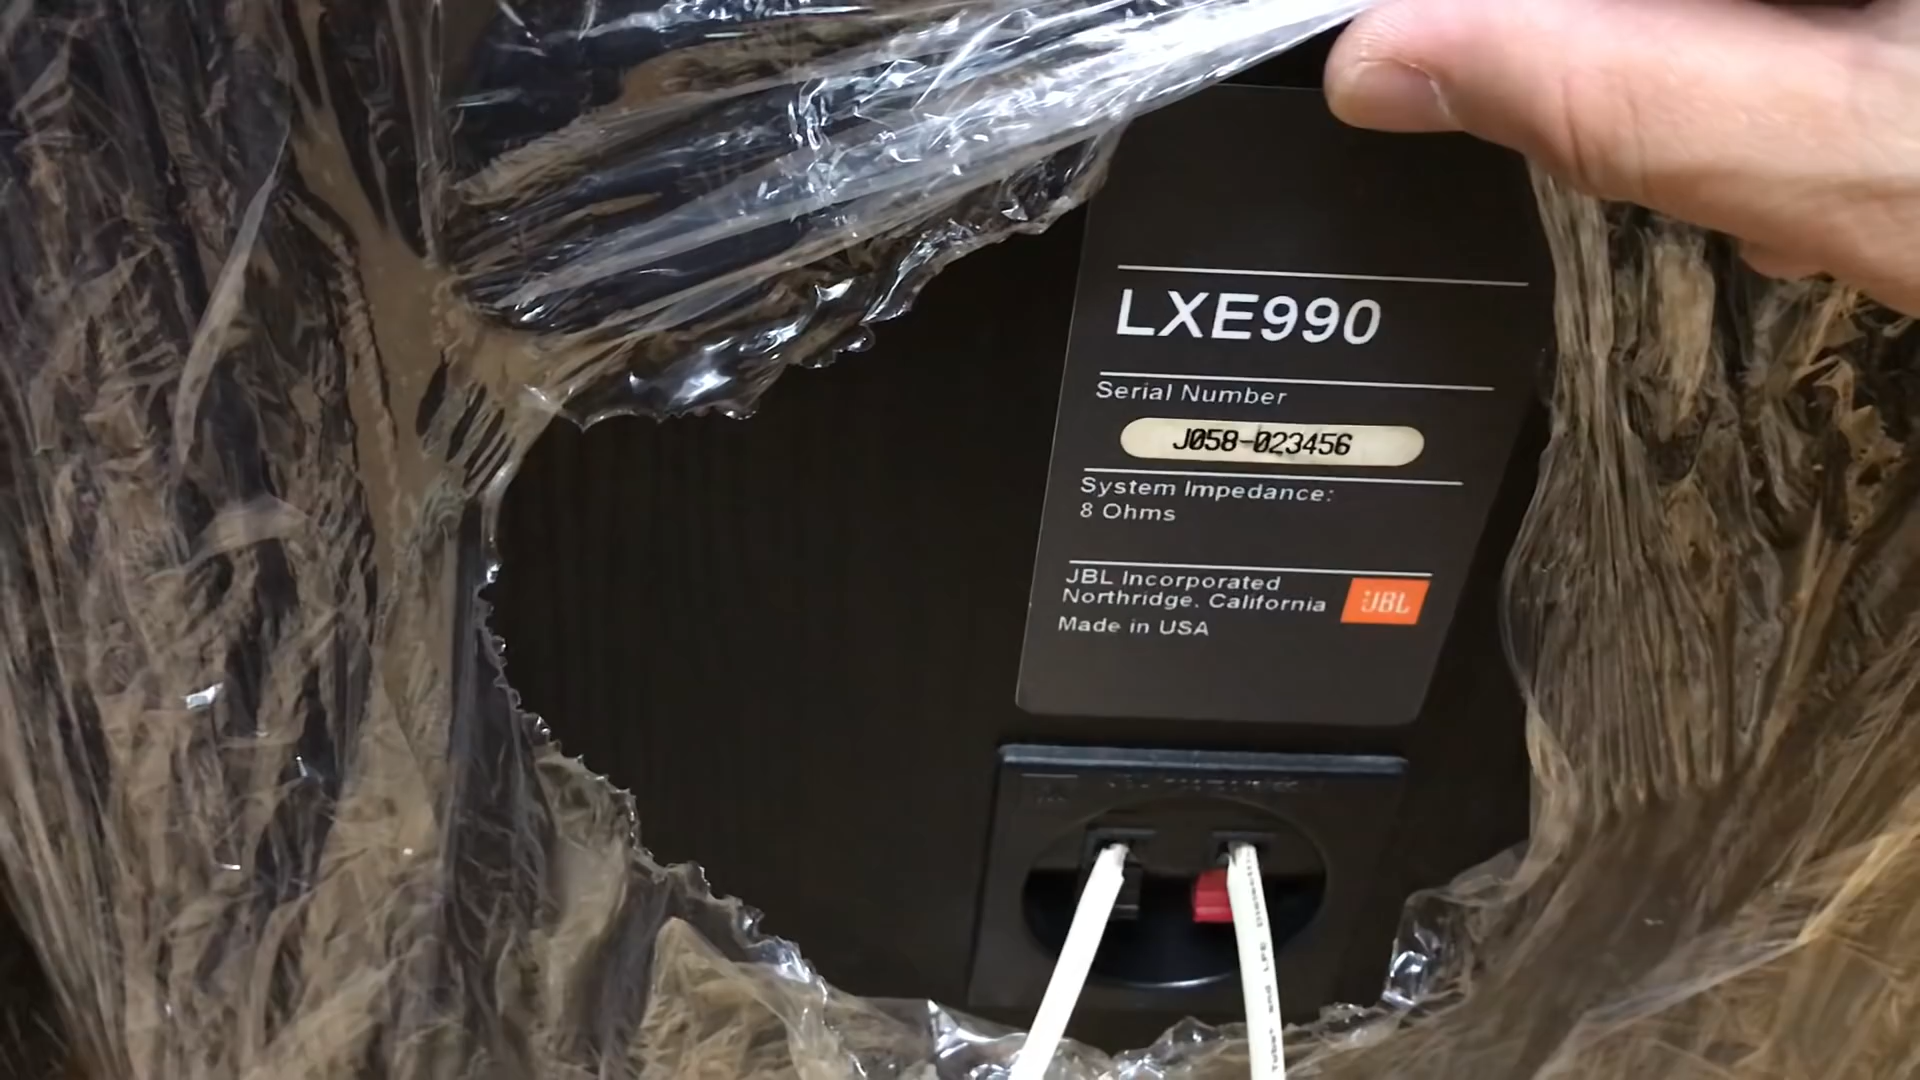 LXE990
Serial Number
J058-023456
System Impedance:
8 Ohms
JBL Incorporated
Northridge, California
JBL
Made in USA